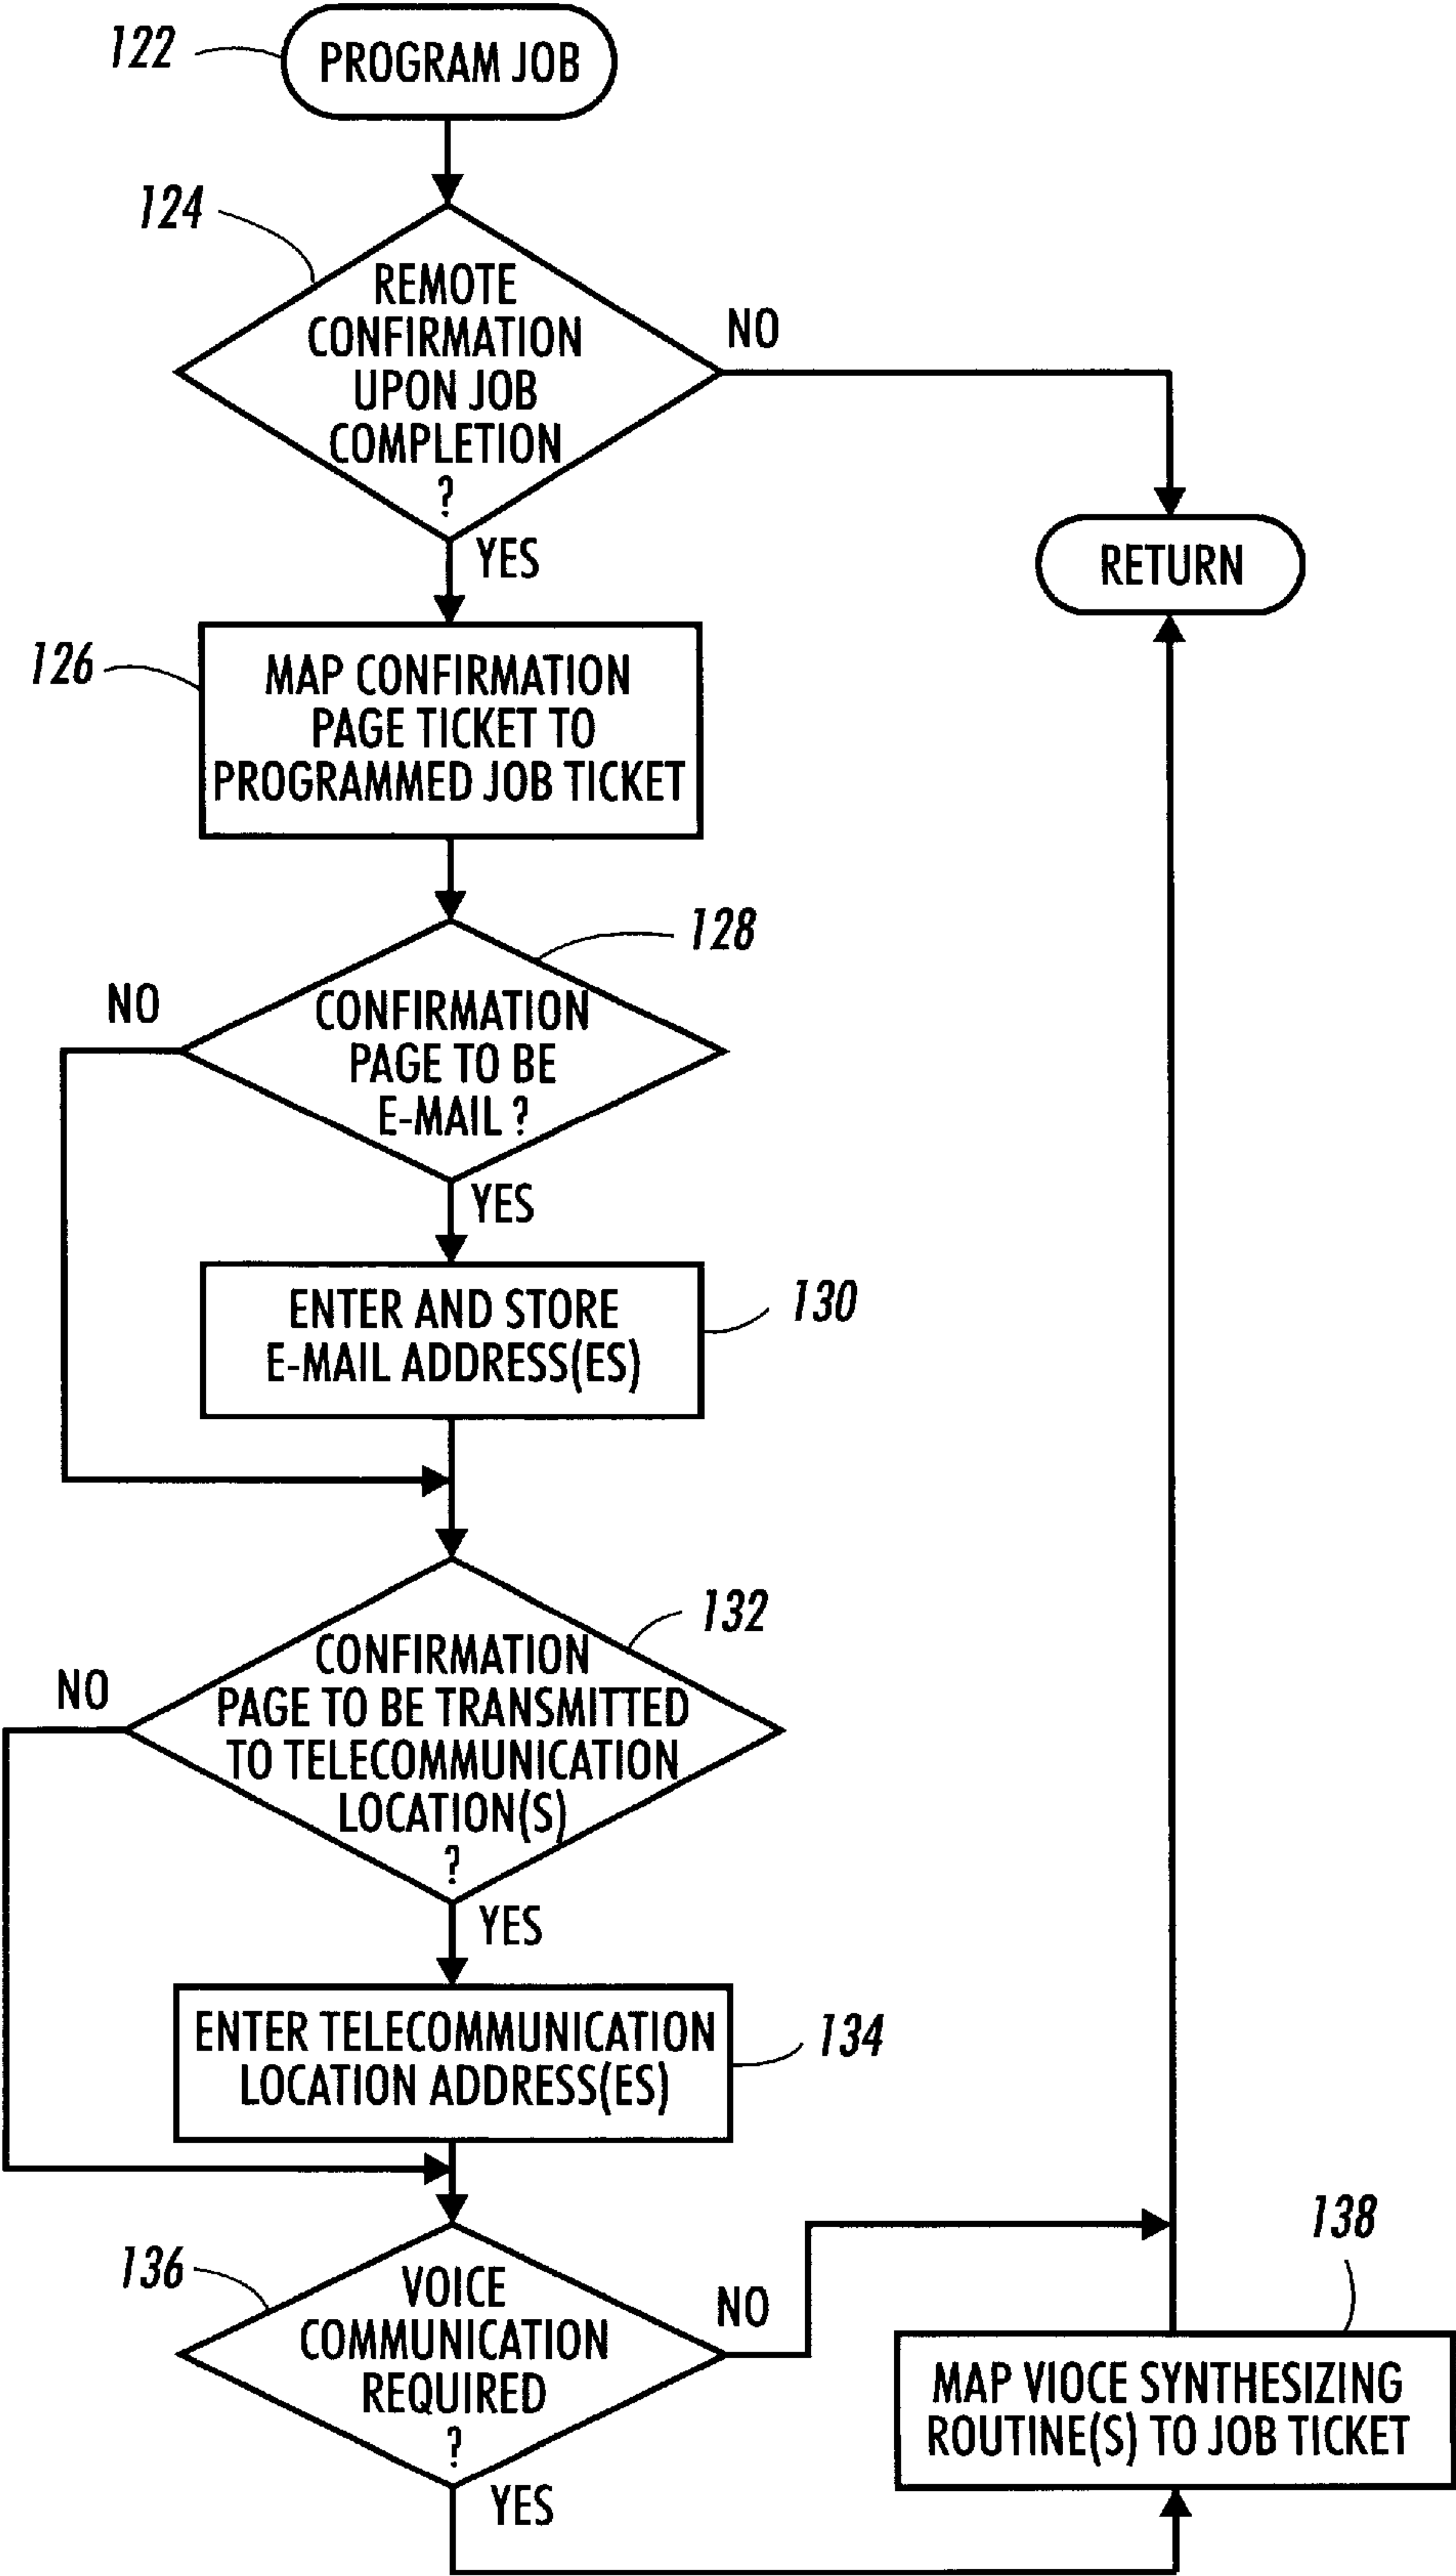 122
PROGRAM JOB
124
REMOTE
CONFIRMATION
UPON JOB
COMPLETION
?
NO
YES
RETURN
126
MAP CONFIRMATION
PAGE TICKET TO
PROGRAMMED JOB TICKET
128
NO
CONFIRMATION
PAGE TO BE
E-MAIL ?
YES
130
ENTER AND STORE
E-MAIL ADDRESS(ES)
132
NO
CONFIRMATION
PAGE TO BE TRANSMITTED
TO TELECOMMUNICATION
LOCATION(S)
?
YES
ENTER TELECOMMUNICATION
LOCATION ADDRESS(ES)
134
136
VOICE
COMMUNICATION
REQUIRED
?
NO
YES
138
MAP VIOCE SYNTHESIZING
ROUTINE(S) TO JOB TICKET